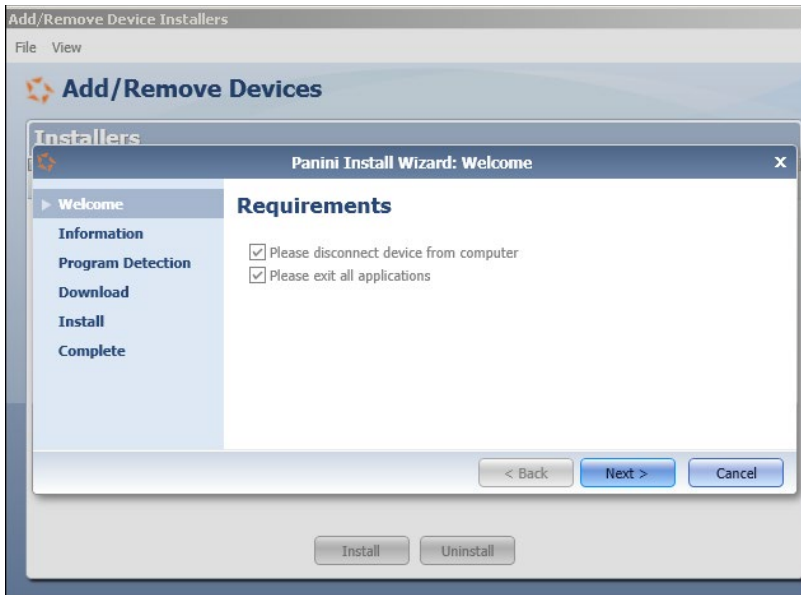 Add/Remove Device Installers
File View
Add/Remove Devices
Installers
Panini Install Wizard: Welcome x
Welcome
Information
Program Detection
Download
Install
Complete
Requirements
Please disconnect device from computer
Please exit all applications
< Back Next > Cancel
Install Uninstall